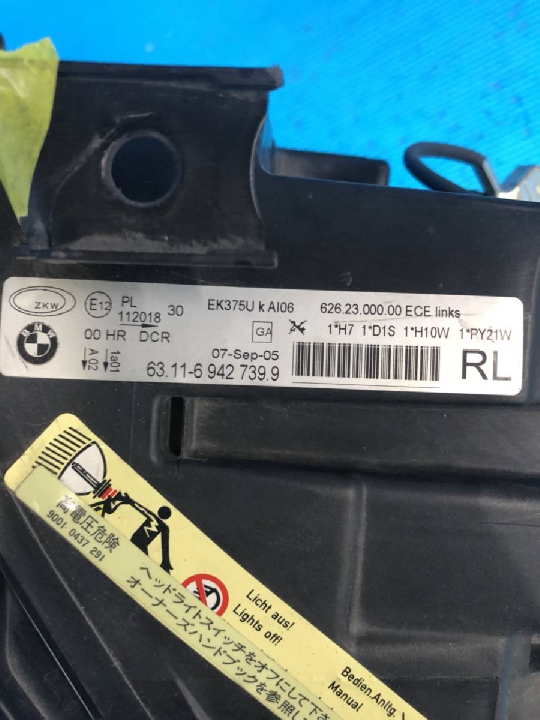 ZKW E12 PL 112018 30 EK375U k AI06 626.23.000.00 ECE links
BMW 00 HR DCR GA 1*H7 1*D1S 1*H10W 1*PY21W
A 02 1a01 07-Sep-05
63.11-6 942 739.9 RL
高電圧危険
9001 0437 291
ヘッドライトスイッチをオフにして下さ
オーナーズハンドブックを参照し
Licht aus!
Lights off!
Bedien.Anltg.
Manual